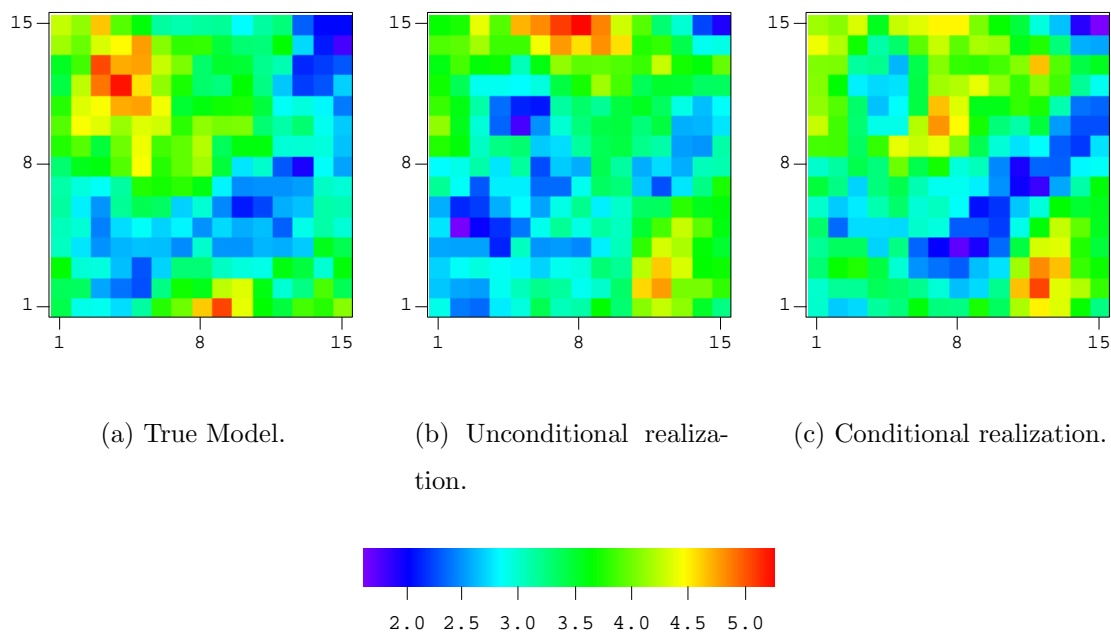 15
8
1
1 8 15
15
8
1
1 8 15
15
8
1
1 8 15
(a) True Model.
(b) Unconditional realiza-
tion.
(c) Conditional realization.
2.0 2.5 3.0 3.5 4.0 4.5 5.0